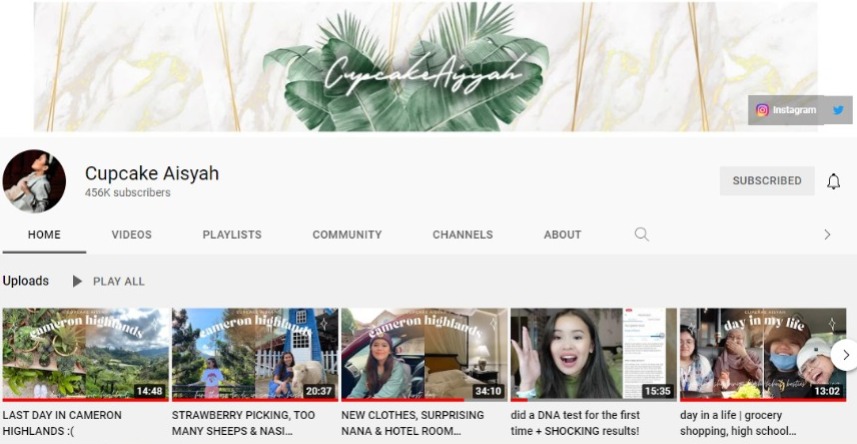 CupcakeAisyah
Instagram
Cupcake Aisyah
456K subscribers
SUBSCRIBED
HOME VIDEOS PLAYLISTS COMMUNITY CHANNELS ABOUT
Uploads PLAY ALL
cameron highlands cameron highlands cameron highlands day in my life
14:48 20:37 34:10 15:35 13:02
LAST DAY IN CAMERON HIGHLANDS :( 
STRAWBERRY PICKING, TOO
MANY SHEEPS & NASI...
NEW CLOTHES, SURPRISING
NANA & HOTEL ROOM...
did a DNA test for the first
time + SHOCKING results!
day in a life | grocery
shopping, high school...